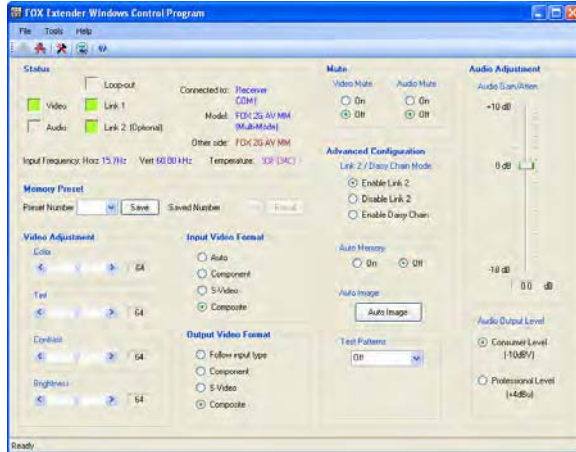 FOX Extender Windows Control Program
File Tools Help
Status
Loop-out
Video Link 1
Audio Link 2 (Optional)
Connected to: Receiver
COM1
Model: FOX 2G AV MM
(Multi-Mode)
Other side: FOX 2G AV MM
Input Frequency: Horz 15.7Hz Vert 60.00 kHz Temperature: 93F (34C)
Memory Preset
Preset Number Save Saved Number Recall
Video Adjustment
Color
64
Tint
64
Contrast
64
Brightness
64
Input Video Format
Auto
Component
S-Video
Composite
Output Video Format
Follow input type
Component
S-Video
Composite
Mute
Video Mute Audio Mute
On On
Off Off
Advanced Configuration
Link 2 / Daisy Chain Mode
Enable Link 2
Disable Link 2
Enable Daisy Chain
Auto Memory
On Off
Auto Image
Auto Image
Test Patterns
Off
Audio Adjustment
Audio Gain/Atten
+10 dB
0 dB
-10 dB
0.0 dB
Audio Output Level
Consumer Level
(-10dBV)
Professional Level
(+4dBu)
Ready